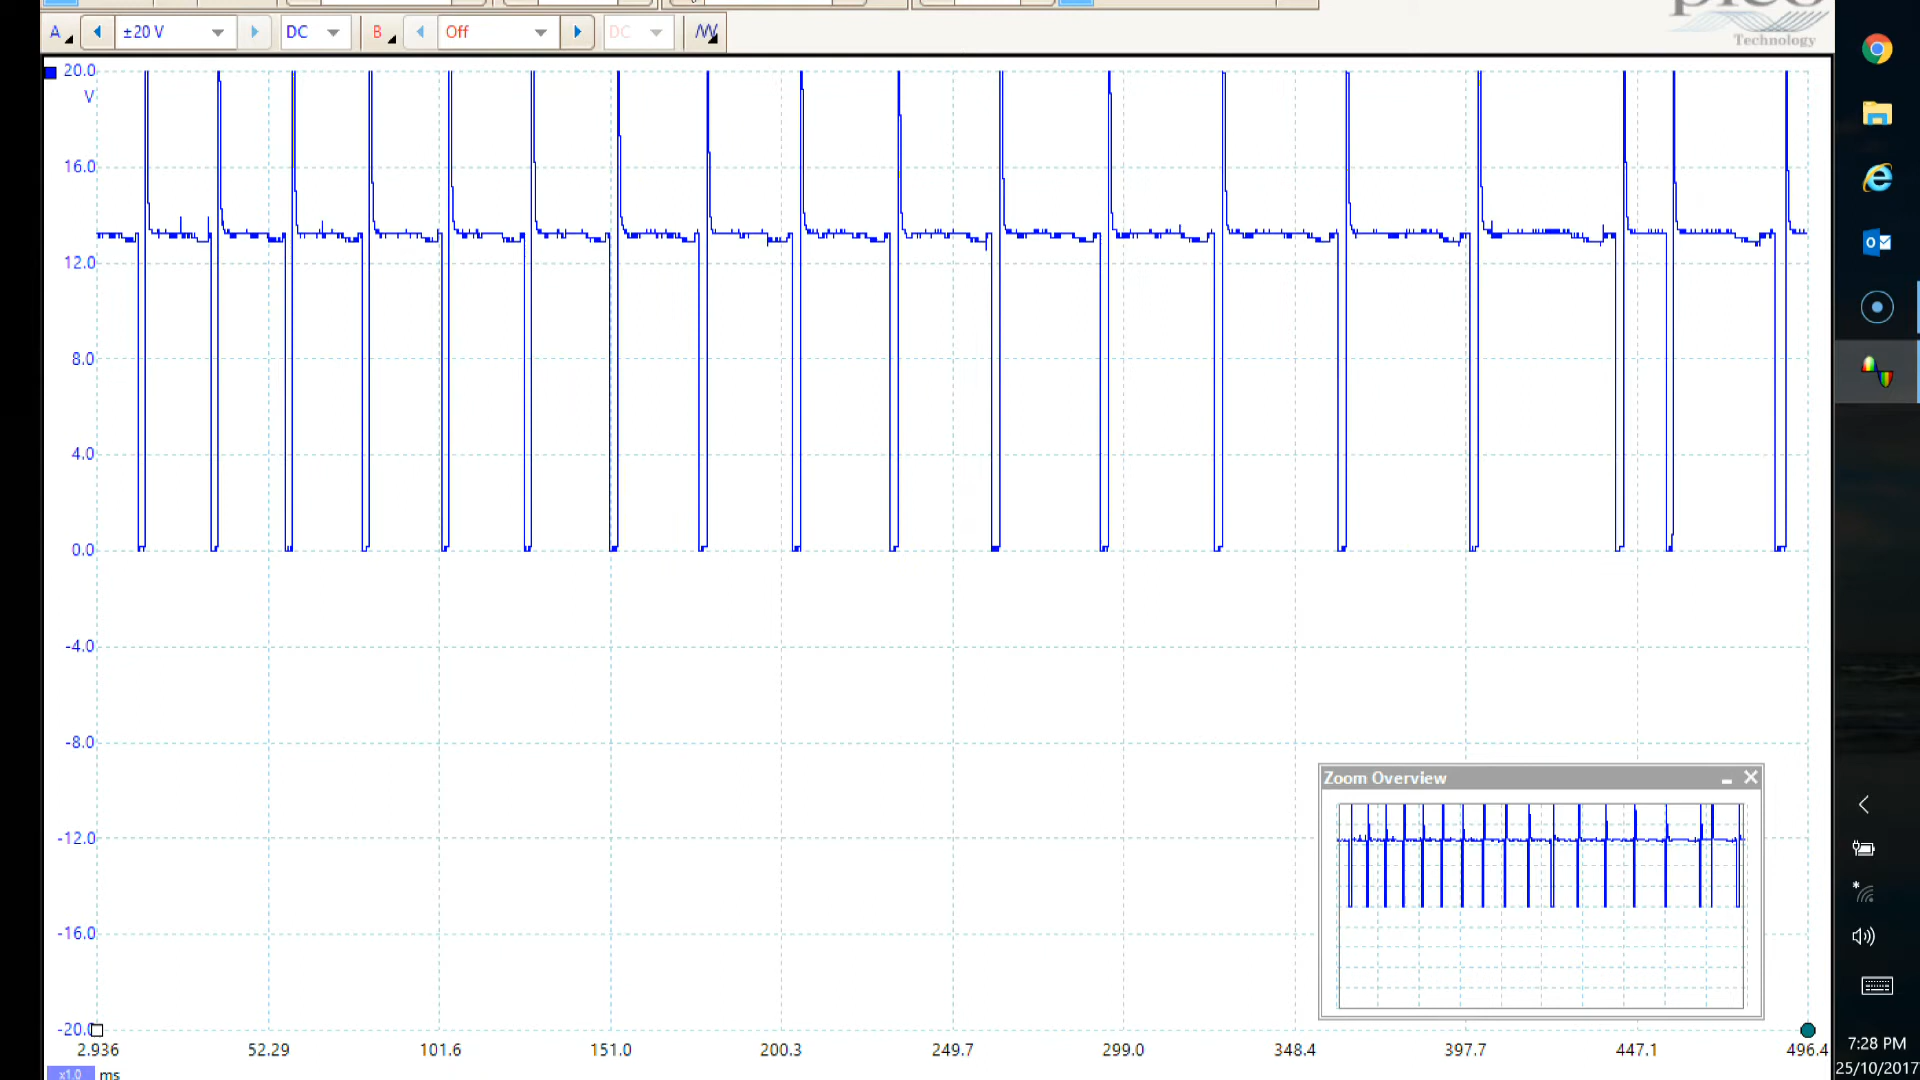 A ±20 V DC B Off DC
Technology
20.0
V
16.0
12.0
8.0
4.0
0.0
-4.0
-8.0
-12.0
-16.0
-20.0
2.936 52.29 101.6 151.0 200.3 249.7 299.0 348.4 397.7 447.1 496.4
x1.0 ms
Zoom Overview
7:28 PM
25/10/2017